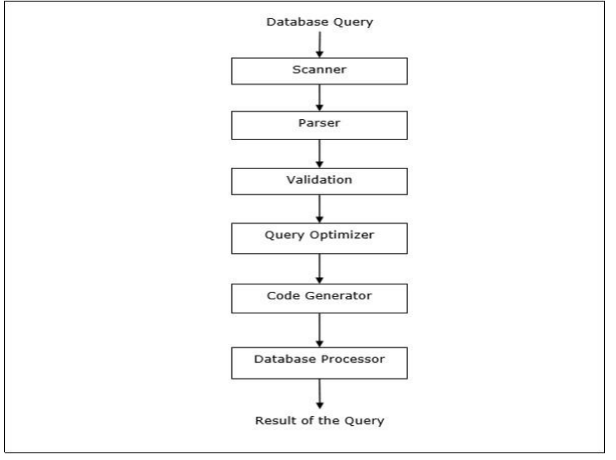 Database Query
Scanner
Parser
Validation
Query Optimizer
Code Generator
Database Processor
Result of the Query